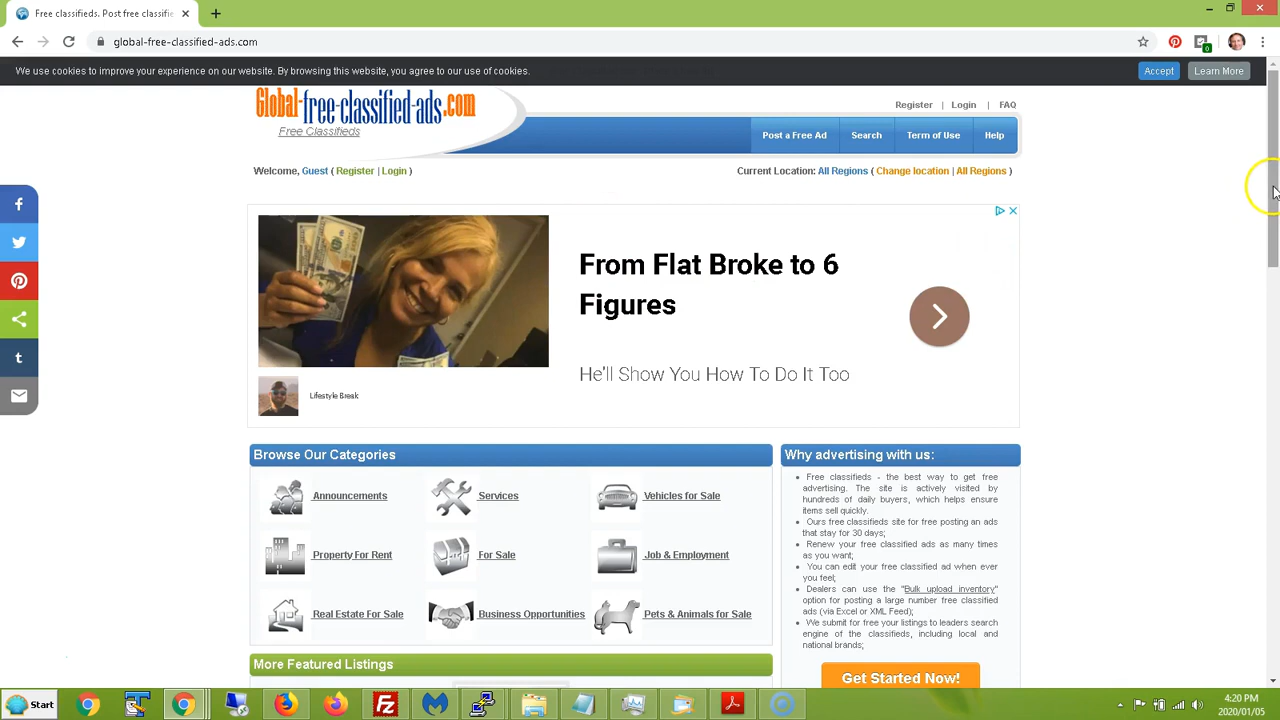 Free classifieds. Post free classifie
global-free-classified-ads.com
0
We use cookies to improve your experience on our website. By browsing this website, you agree to our use of cookies.
Accept
Learn More
Global-free-classified-ads.com
Free Classifieds
Register | Login | FAQ
Post a Free Ad
Search
Term of Use
Help
Welcome, Guest ( Register | Login )
Current Location: All Regions ( Change location | All Regions )
From Flat Broke to 6
Figures
He'll Show You How To Do It Too
Lifestyle Break
Browse Our Categories
Announcements
Services
Vehicles for Sale
Property For Rent
For Sale
Job & Employment
Real Estate For Sale
Business Opportunities
Pets & Animals for Sale
More Featured Listings
Why advertising with us:
Free classifieds - the best way to get free
advertising. The site is actively visited by
hundreds of daily buyers, which helps ensure
items sell quickly.
Ours free classifieds site for free posting an ads
that stay for 30 days;
Renew your free classified ads as many times
as you want;
You can edit your free classified ad when ever
you feel;
Dealers can use the "Bulk upload inventory"
option for posting a large number free classified
ads (via Excel or XML Feed);
We submit for free your listings to leaders search
engine of the classifieds, including local and
national brands;
Get Started Now!
Start
4:20 PM
2020/01/05